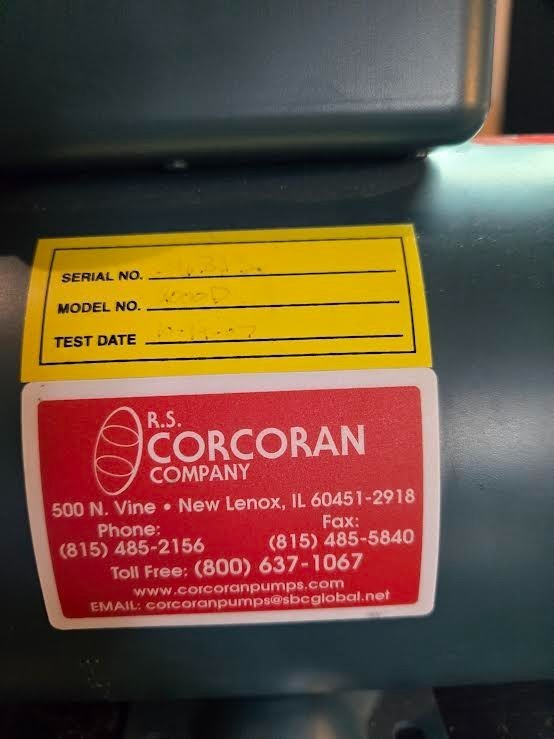 SERIAL NO.
MODEL NO. 1000D
TEST DATE
R.S.
CORCORAN
COMPANY
500 N. Vine • New Lenox, IL 60451-2918
Phone: Fax:
(815) 485-2156 (815) 485-5840
Toll Free: (800) 637-1067
www.corcoranpumps.com
EMAIL: corcoranpumps@sbcglobal.net